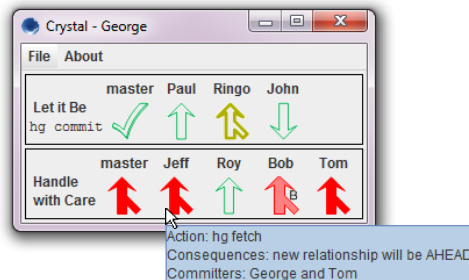 Crystal - George
File About
master Paul Ringo John
Let it Be
hg commit
master Jeff Roy Bob Tom
Handle
with Care
B
Action: hg fetch
Consequences: new relationship will be AHEAD
Committers: George and Tom